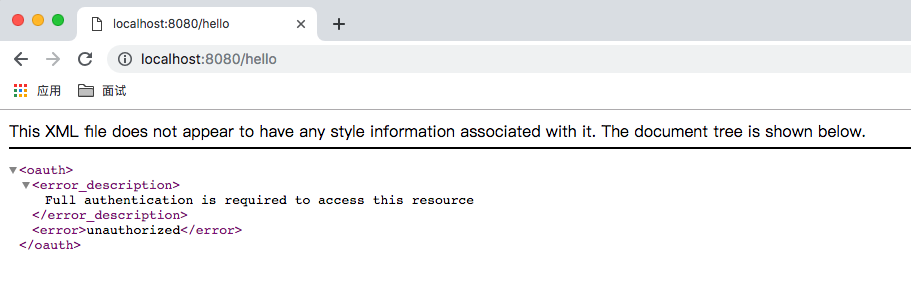 localhost:8080/hello
localhost:8080/hello
应用 面试
This XML file does not appear to have any style information associated with it. The document tree is shown below.
<oauth>
<error_description>
Full authentication is required to access this resource
</error_description>
<error>unauthorized</error>
</oauth>